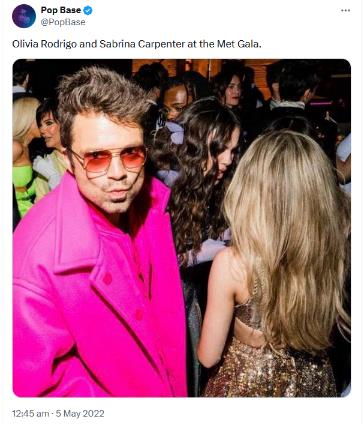 Pop Base
@PopBase
Olivia Rodrigo and Sabrina Carpenter at the Met Gala.
12:45 am · 5 May 2022